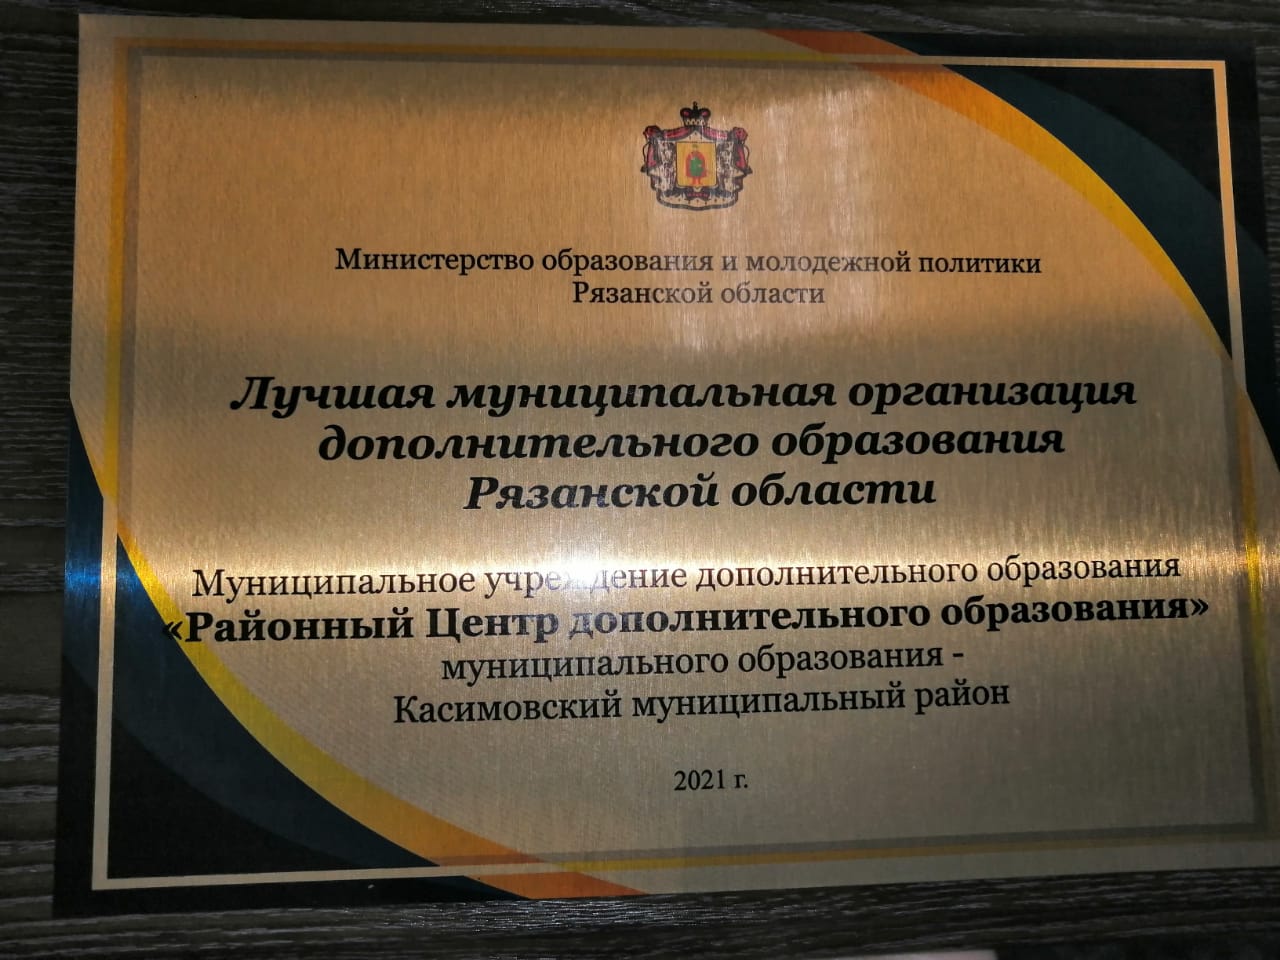 Министерство образования и молодежной политики
Рязанской области
Лучшая муниципальная организация
дополнительного образования
Рязанской области
Муниципальное учреждение дополнительного образования
«Районный Центр дополнительного образования»
муниципального образования -
Касимовский муниципальный район
2021 г.